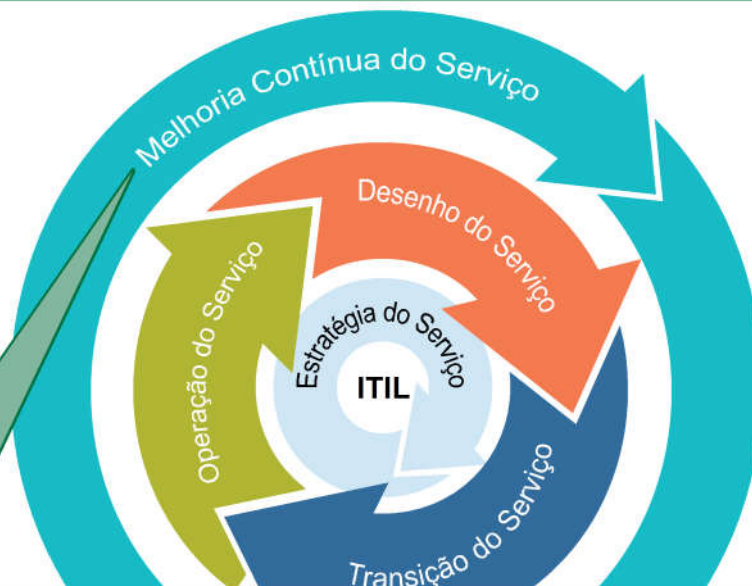 Melhoria Contínua do Serviço
Desenho do Serviço
Operação do Serviço
Estratégia do Serviço
ITIL
Transição do Serviço